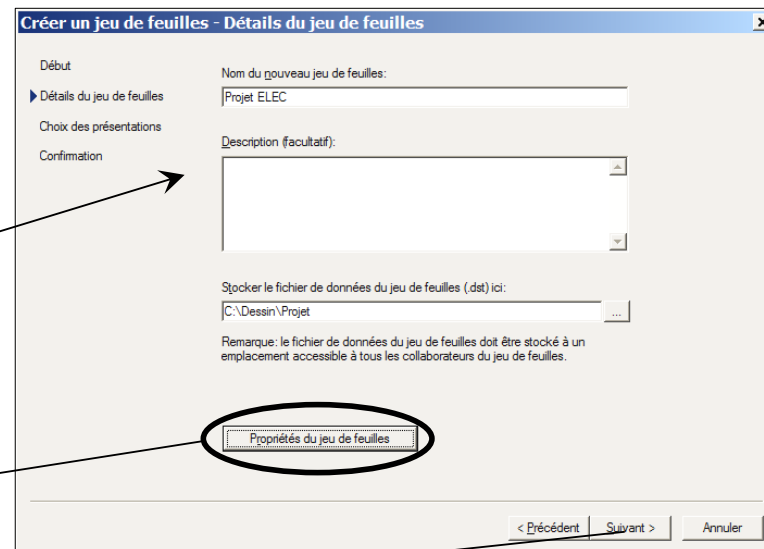 Créer un jeu de feuilles - Détails du jeu de feuilles
Début
Détails du jeu de feuilles
Choix des présentations
Confirmation
Nom du nouveau jeu de feuilles:
Projet ELEC
Description (facultatif):
Stocker le fichier de données du jeu de feuilles (.dst) ici:
C:\Dessin\Projet
...
Remarque: le fichier de données du jeu de feuilles doit être stocké à un
emplacement accessible à tous les collaborateurs du jeu de feuilles.
Propriétés du jeu de feuilles
< Précédent
Suivant >
Annuler